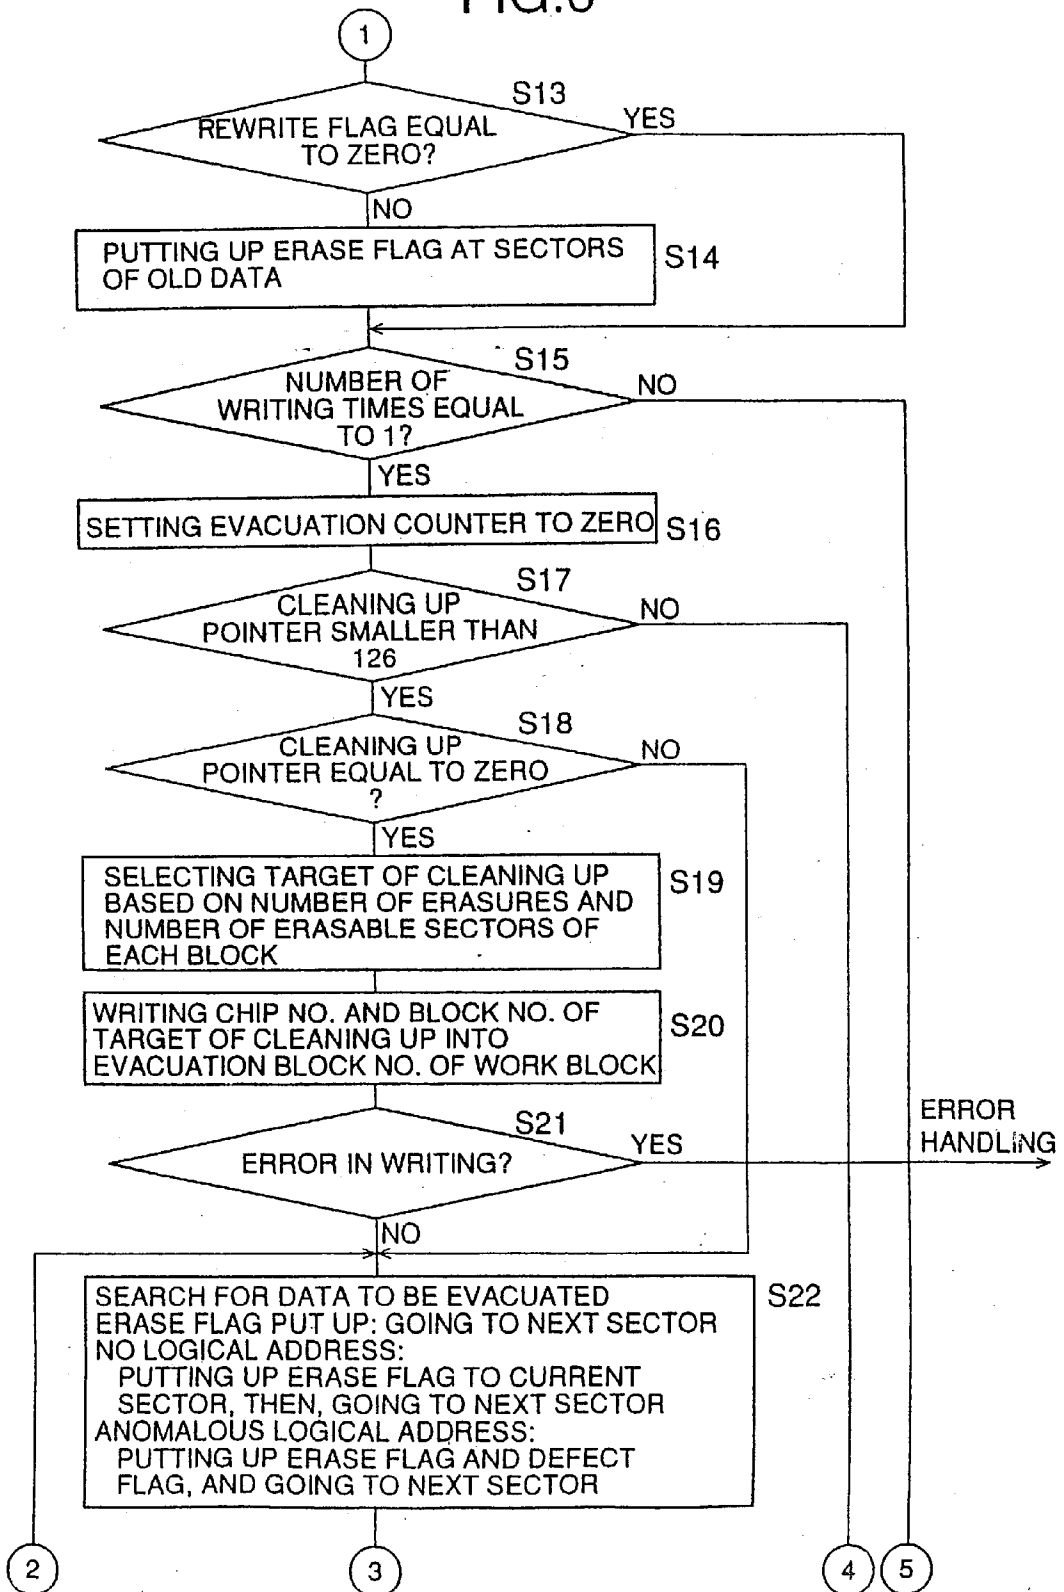 1
S13
REWRITE FLAG EQUAL
TO ZERO?
YES
NO
PUTTING UP ERASE FLAG AT SECTORS
OF OLD DATA
S14
S15
NUMBER OF
WRITING TIMES EQUAL
TO 1?
NO
YES
SETTING EVACUATION COUNTER TO ZERO
S16
S17
CLEANING UP
POINTER SMALLER THAN
126
NO
YES
S18
CLEANING UP
POINTER EQUAL TO ZERO
?
NO
YES
SELECTING TARGET OF CLEANING UP
BASED ON NUMBER OF ERASURES AND
NUMBER OF ERASABLE SECTORS OF
EACH BLOCK
S19
WRITING CHIP NO. AND BLOCK NO. OF
TARGET OF CLEANING UP INTO
EVACUATION BLOCK NO. OF WORK BLOCK
S20
S21
ERROR IN WRITING?
YES
ERROR
HANDLING
NO
SEARCH FOR DATA TO BE EVACUATED
ERASE FLAG PUT UP: GOING TO NEXT SECTOR
NO LOGICAL ADDRESS:
PUTTING UP ERASE FLAG TO CURRENT
SECTOR, THEN, GOING TO NEXT SECTOR
ANOMALOUS LOGICAL ADDRESS:
PUTTING UP ERASE FLAG AND DEFECT
FLAG, AND GOING TO NEXT SECTOR
S22
2
3
4
5